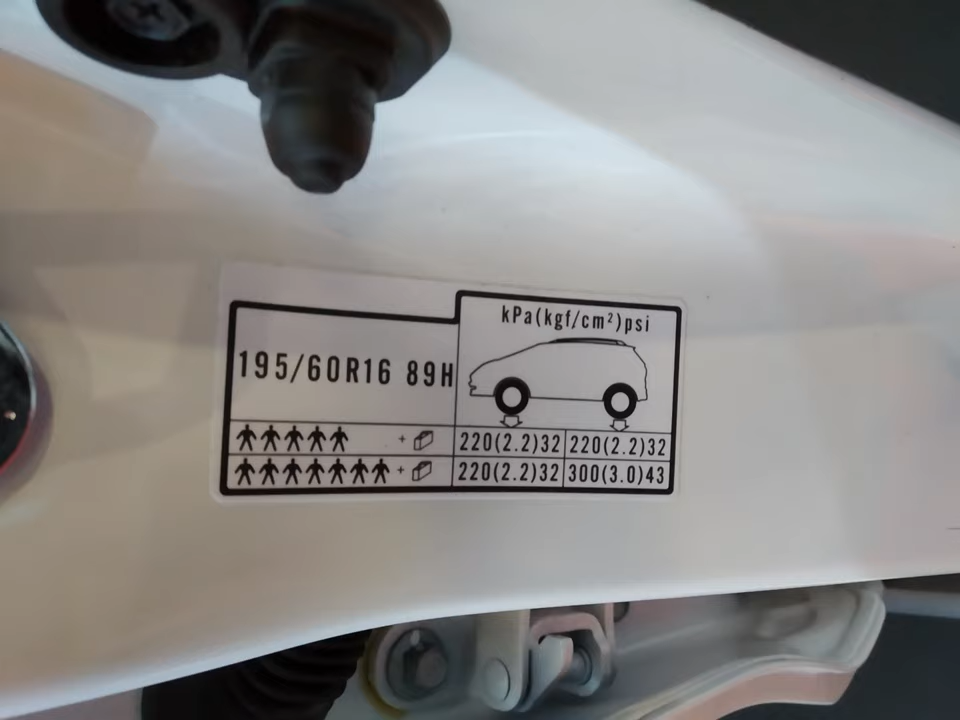 kPa(kgf/cm²)psi
195/60R16 89H
+ 220(2.2)32 220(2.2)32
+ 220(2.2)32 300(3.0)43